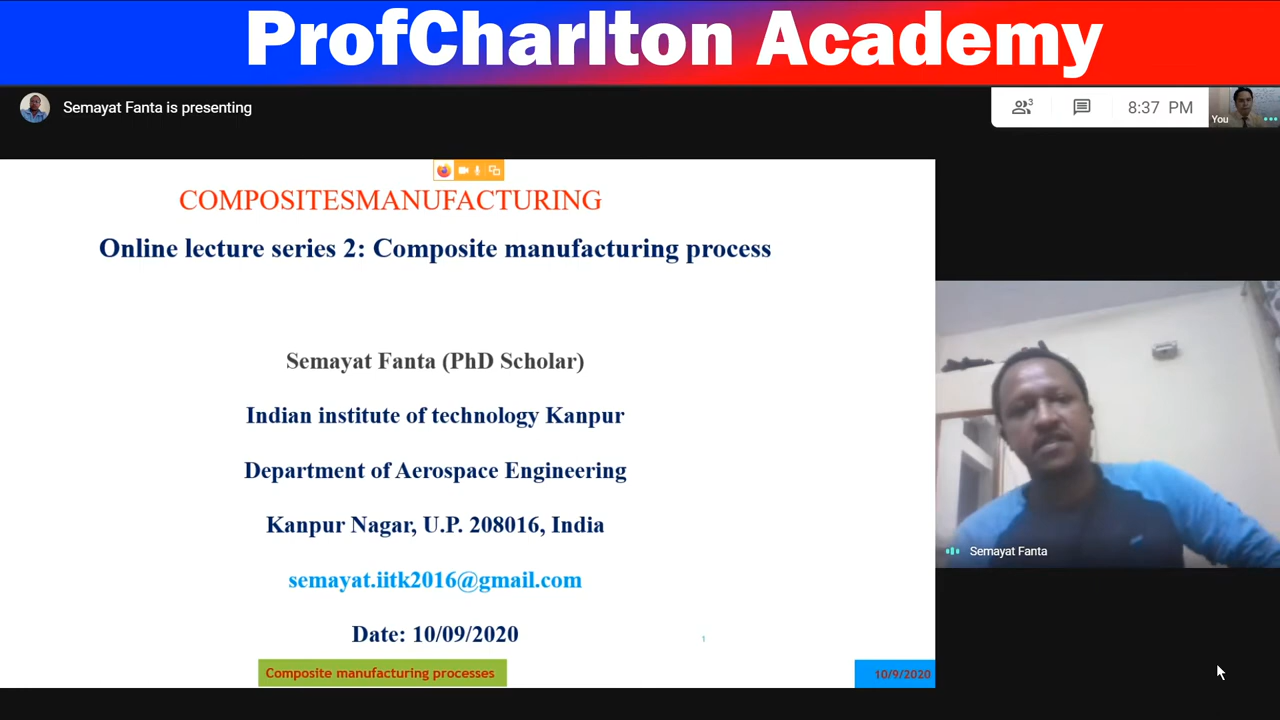 ProfCharlton Academy
Semayat Fanta is presenting
3
8:37 PM
You
COMPOSITESMANUFACTURING
Online lecture series 2: Composite manufacturing process
Semayat Fanta (PhD Scholar)
Indian institute of technology Kanpur
Department of Aerospace Engineering
Kanpur Nagar, U.P. 208016, India
semayat.iitk2016@gmail.com
Date: 10/09/2020
1
Composite manufacturing processes
10/9/2020
Semayat Fanta